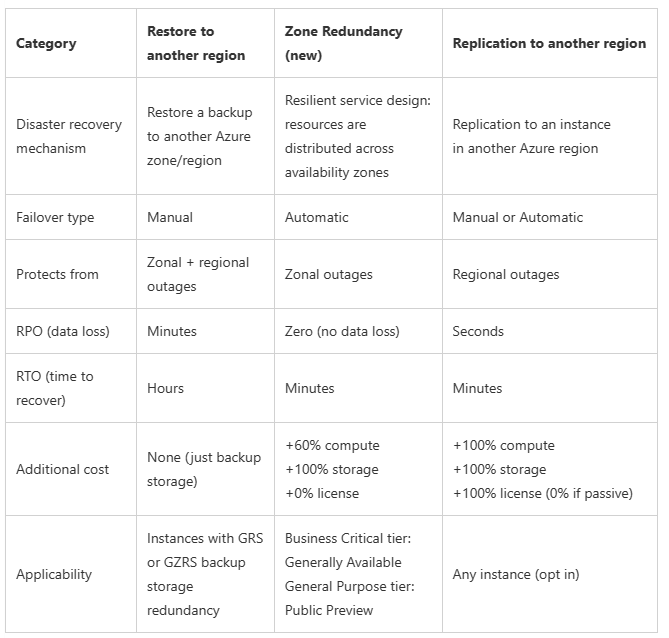 Category
Restore to
another region
Zone Redundancy
(new)
Replication to another region
Disaster recovery
mechanism
Restore a backup
to another Azure
zone/region
Resilient service design:
resources are
distributed across
availability zones
Replication to an instance
in another Azure region
Failover type
Manual
Automatic
Manual or Automatic
Protects from
Zonal + regional
outages
Zonal outages
Regional outages
RPO (data loss)
Minutes
Zero (no data loss)
Seconds
RTO (time to
recover)
Hours
Minutes
Minutes
Additional cost
None (just backup
storage)
+60% compute
+100% storage
+0% license
+100% compute
+100% storage
+100% license (0% if passive)
Applicability
Instances with GRS
or GZRS backup
storage
redundancy
Business Critical tier:
Generally Available
General Purpose tier:
Public Preview
Any instance (opt in)